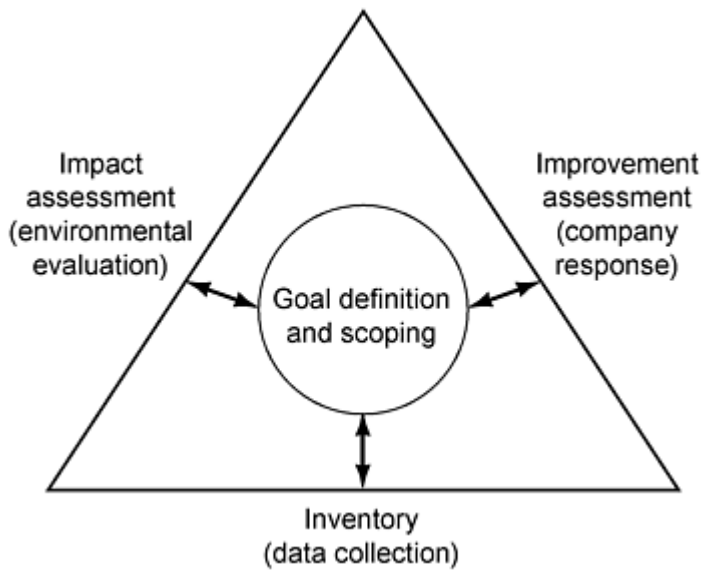 Impact
assessment
(environmental
evaluation)
Improvement
assessment
(company
response)
Goal definition
and scoping
Inventory
(data collection)